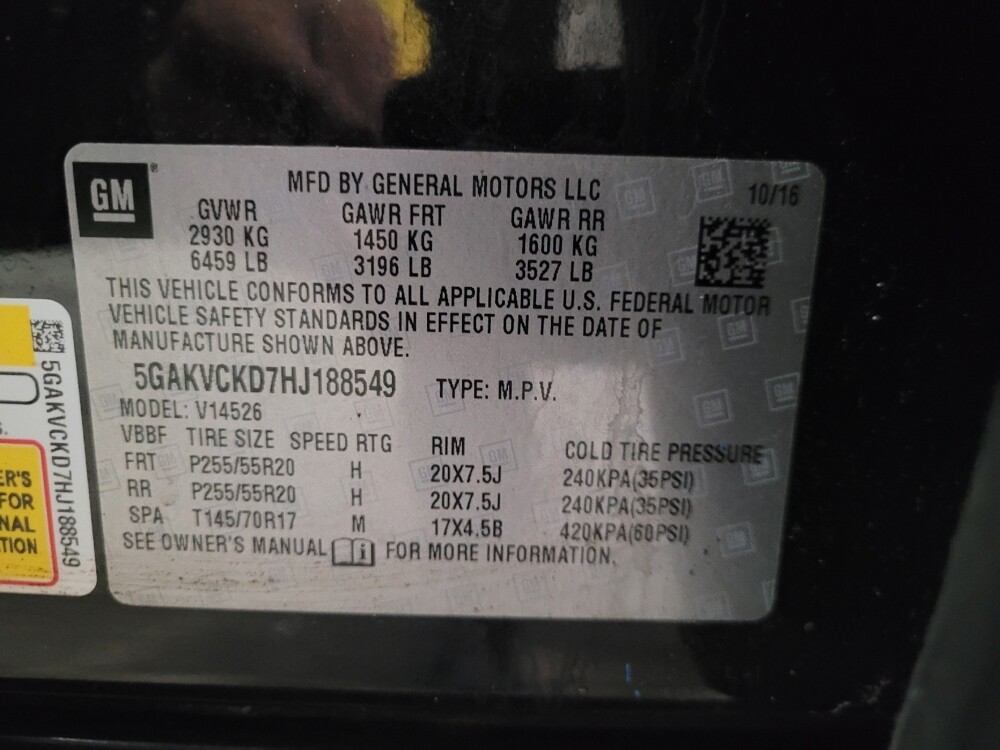 GM
®
MFD BY GENERAL MOTORS LLC
10/16
GVWR GAWR FRT GAWR RR
2930 KG 1450 KG 1600 KG
6459 LB 3196 LB 3527 LB
THIS VEHICLE CONFORMS TO ALL APPLICABLE U.S. FEDERAL MOTOR
VEHICLE SAFETY STANDARDS IN EFFECT ON THE DATE OF
MANUFACTURE SHOWN ABOVE.
5GAKVCKD7HJ188549 TYPE: M.P.V.
MODEL: V14526
VBBF TIRE SIZE SPEED RTG RIM COLD TIRE PRESSURE
FRT P255/55R20 H 20X7.5J 240KPA(35PSI)
RR P255/55R20 H 20X7.5J 240KPA(35PSI)
SPA T145/70R17 M 17X4.5B 420KPA(60PSI)
SEE OWNER'S MANUAL i FOR MORE INFORMATION.
5GAKVCKD7HJ188549
ER'S
FOR
NAL
TION